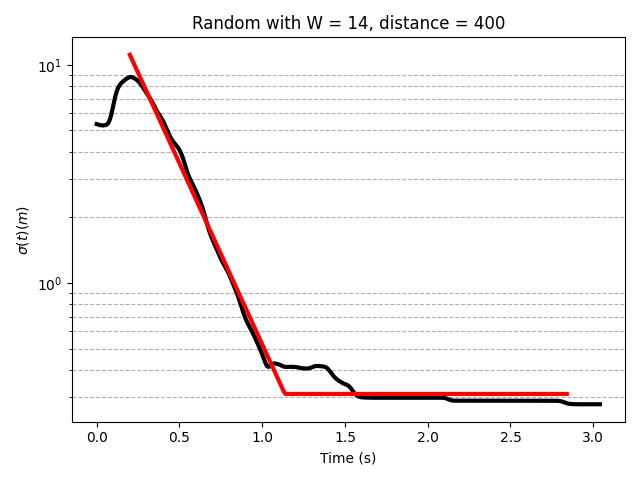 Random with W = 14, distance = 400
10¹
10⁰
σ(t)(m)
0.0 0.5 1.0 1.5 2.0 2.5 3.0
Time (s)